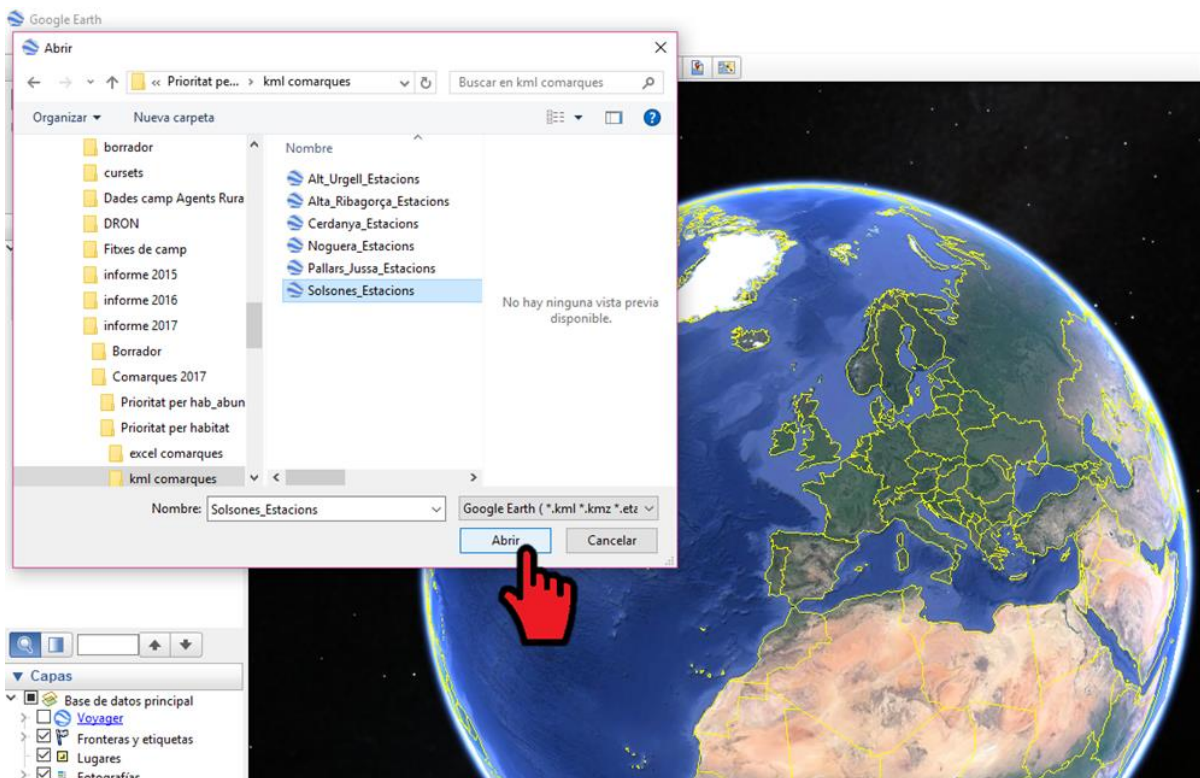 Google Earth
Abrir
« Prioritat pe... > kml comarques
Buscar en kml comarques
Organizar
Nueva carpeta
borrador
cursets
Dades camp Agents Rura
DRON
Fitxes de camp
informe 2015
informe 2016
informe 2017
Borrador
Comarques 2017
Prioritat per hab_abun
Prioritat per habitat
excel comarques
kml comarques
Nombre
Alt_Urgell_Estacions
Alta_Ribagorça_Estacions
Cerdanya_Estacions
Noguera_Estacions
Pallars_Jussa_Estacions
Solsones_Estacions
No hay ninguna vista previa
disponible.
Nombre: Solsones_Estacions
Google Earth ( *.kml *.kmz *.eta
Abrir
Cancelar
Capas
Base de datos principal
Voyager
Fronteras y etiquetas
Lugares
Fotografías